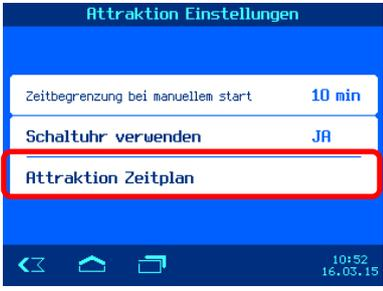 Attraktion Einstellungen
Zeitbegrenzung bei manuellem start 10 min
Schaltuhr verwenden JA
Attraktion Zeitplan
10:52
16.03.15